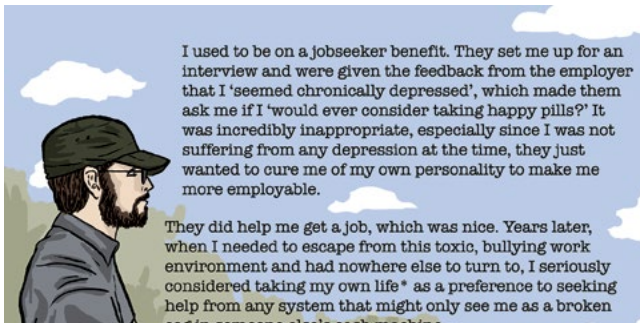 I used to be on a jobseeker benefit. They set me up for an
interview and were given the feedback from the employer
that I ‘seemed chronically depressed’, which made them
ask me if I ‘would ever consider taking happy pills?’ It
was incredibly inappropriate, especially since I was not
suffering from any depression at the time, they just
wanted to cure me of my own personality to make me
more employable.
They did help me get a job, which was nice. Years later,
when I needed to escape from this toxic, bullying work
environment and had nowhere else to turn to, I seriously
considered taking my own life* as a preference to seeking
help from any system that might only see me as a broken
cog in someone else's cash machine.